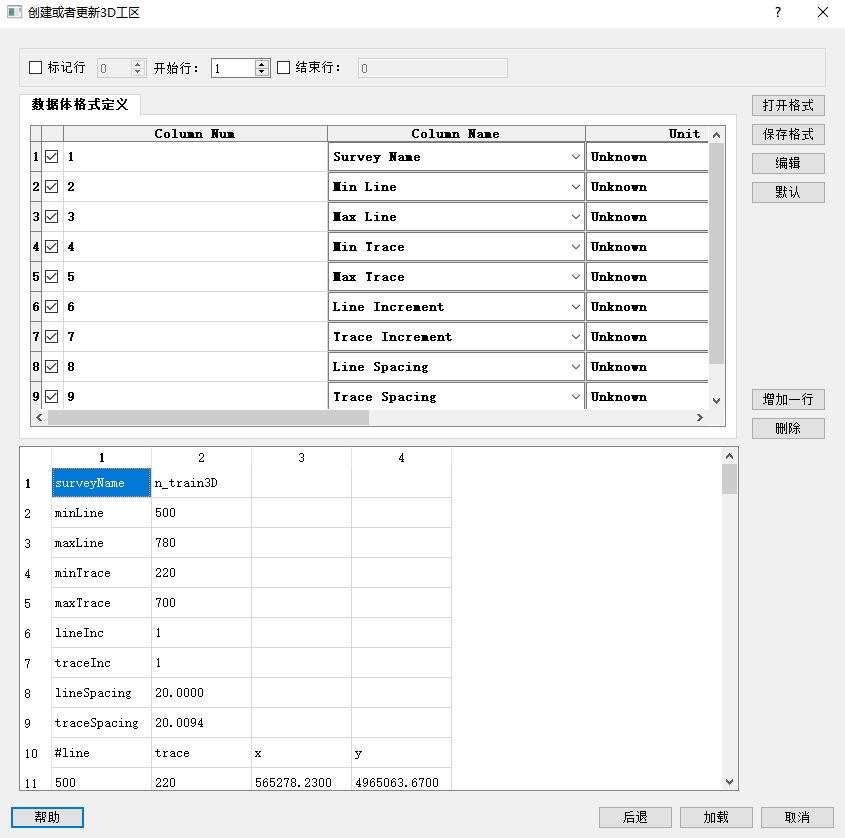 创建或者更新3D工区
标记行 0 开始行: 1 结束行: 0
数据体格式定义
打开格式
保存格式
编辑
默认
增加一行
删除
Column Num Column Name Unit
1 1 Survey Name Unknown
2 2 Min Line Unknown
3 3 Max Line Unknown
4 4 Min Trace Unknown
5 5 Max Trace Unknown
6 6 Line Increment Unknown
7 7 Trace Increment Unknown
8 8 Line Spacing Unknown
9 9 Trace Spacing Unknown
1 2 3 4
1 surveyName n_train3D
2 minLine 500
3 maxLine 780
4 minTrace 220
5 maxTrace 700
6 lineInc 1
7 traceInc 1
8 lineSpacing 20.0000
9 traceSpacing 20.0094
10 #line trace x y
11 500 220 565278.2300 4965063.6700
帮助 后退 加载 取消